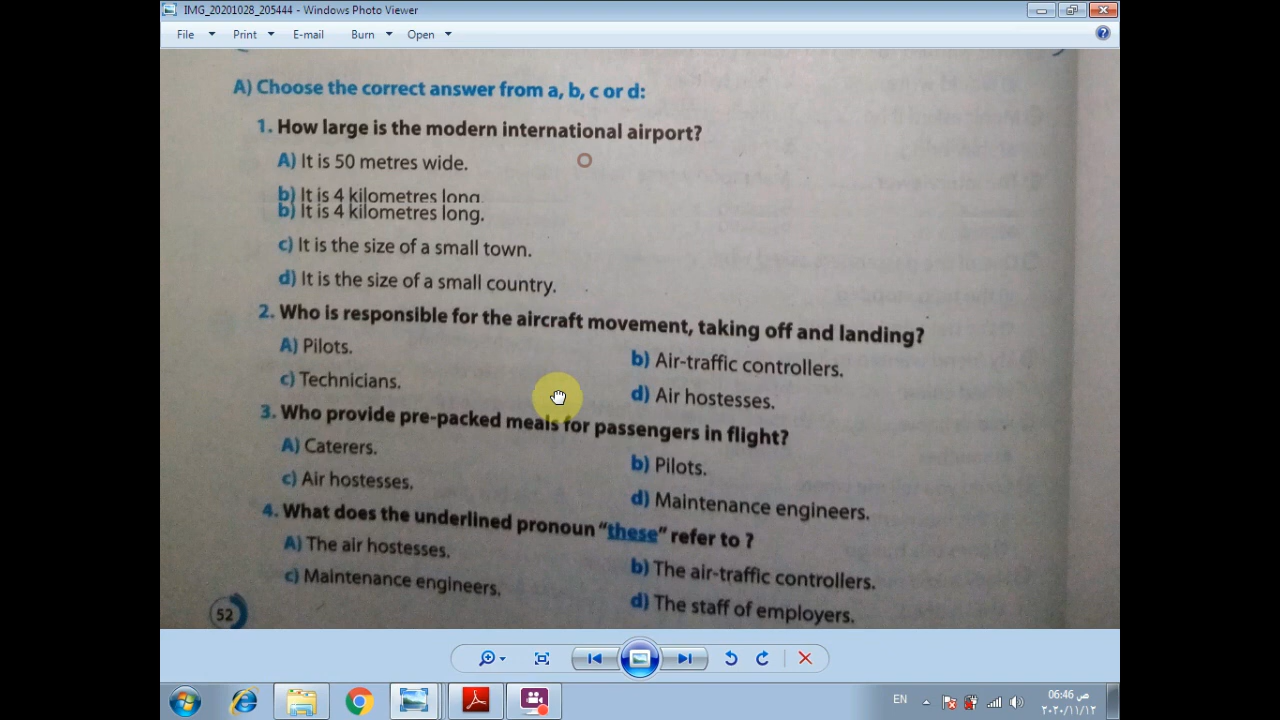 IMG_20201028_205444 - Windows Photo Viewer
File Print E-mail Burn Open
A) Choose the correct answer from a, b, c or d:
1. How large is the modern international airport?
A) It is 50 metres wide.
b) It is 4 kilometres long.
b) It is 4 kilometres long.
c) It is the size of a small town.
d) It is the size of a small country.
2. Who is responsible for the aircraft movement, taking off and landing?
A) Pilots.
b) Air-traffic controllers.
c) Technicians.
d) Air hostesses.
3. Who provide pre-packed meals for passengers in flight?
A) Caterers.
b) Pilots.
c) Air hostesses.
d) Maintenance engineers.
4. What does the underlined pronoun "these" refer to ?
A) The air hostesses.
b) The air-traffic controllers.
c) Maintenance engineers.
d) The staff of employers.
52
EN
06:46 ص
٢٠٢٠/١١/١٢